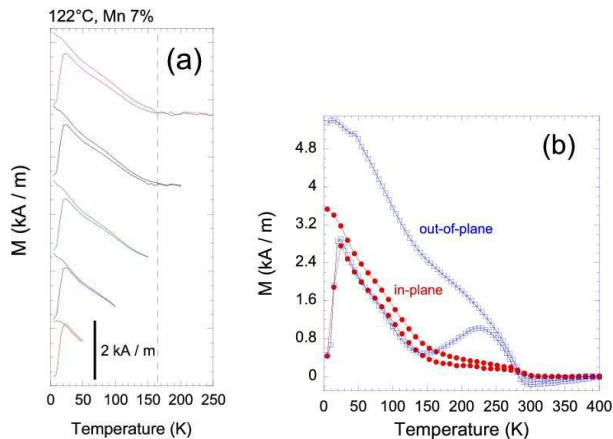 122°C, Mn 7%
(a)
M (kA / m)
2 kA / m
0 50 100 150 200 250
Temperature (K)
(b)
M (kA / m)
4.8
4
3.2
2.4
1.6
0.8
0
out-of-plane
in-plane
0 50 100 150 200 250 300 350 400
Temperature (K)